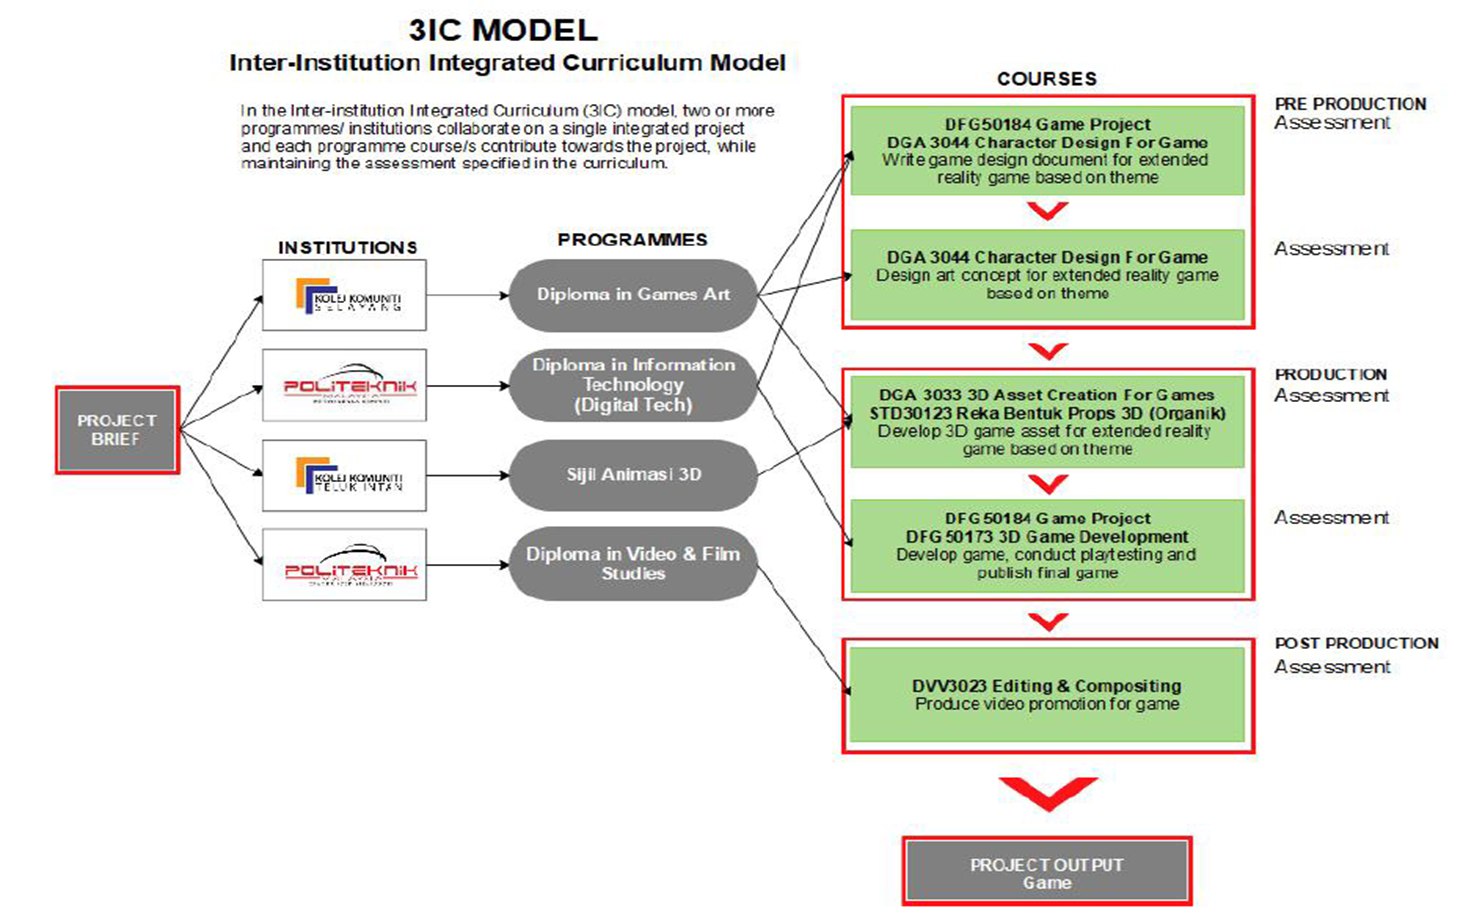 3IC MODEL
Inter-Institution Integrated Curriculum Model
In the Inter-institution Integrated Curriculum (3IC) model, two or more
programmes/ institutions collaborate on a single integrated project
and each programme course/s contribute towards the project, while
maintaining the assessment specified in the curriculum.
PROJECT
BRIEF
INSTITUTIONS
KOLEJ KOMUNITI
SELAYANG
POLITEKNIK
KOLEJ KOMUNITI
TELUK INTAN
POLITEKNIK
PROGRAMMES
Diploma in Games Art
Diploma in Information
Technology
(Digital Tech)
Sijil Animasi 3D
Diploma in Video & Film
Studies
COURSES
DFG50184 Game Project
DGA 3044 Character Design For Game
Write game design document for extended
reality game based on theme
DGA 3044 Character Design For Game
Design art concept for extended reality game
based on theme
DGA 3033 3D Asset Creation For Games
STD30123 Reka Bentuk Props 3D (Organik)
Develop 3D game asset for extended reality
game based on theme
DFG50184 Game Project
DFG50173 3D Game Development
Develop game, conduct playtesting and
publish final game
DVV3023 Editing & Compositing
Produce video promotion for game
PRE PRODUCTION
Assessment
Assessment
PRODUCTION
Assessment
Assessment
POST PRODUCTION
Assessment
PROJECT OUTPUT
Game